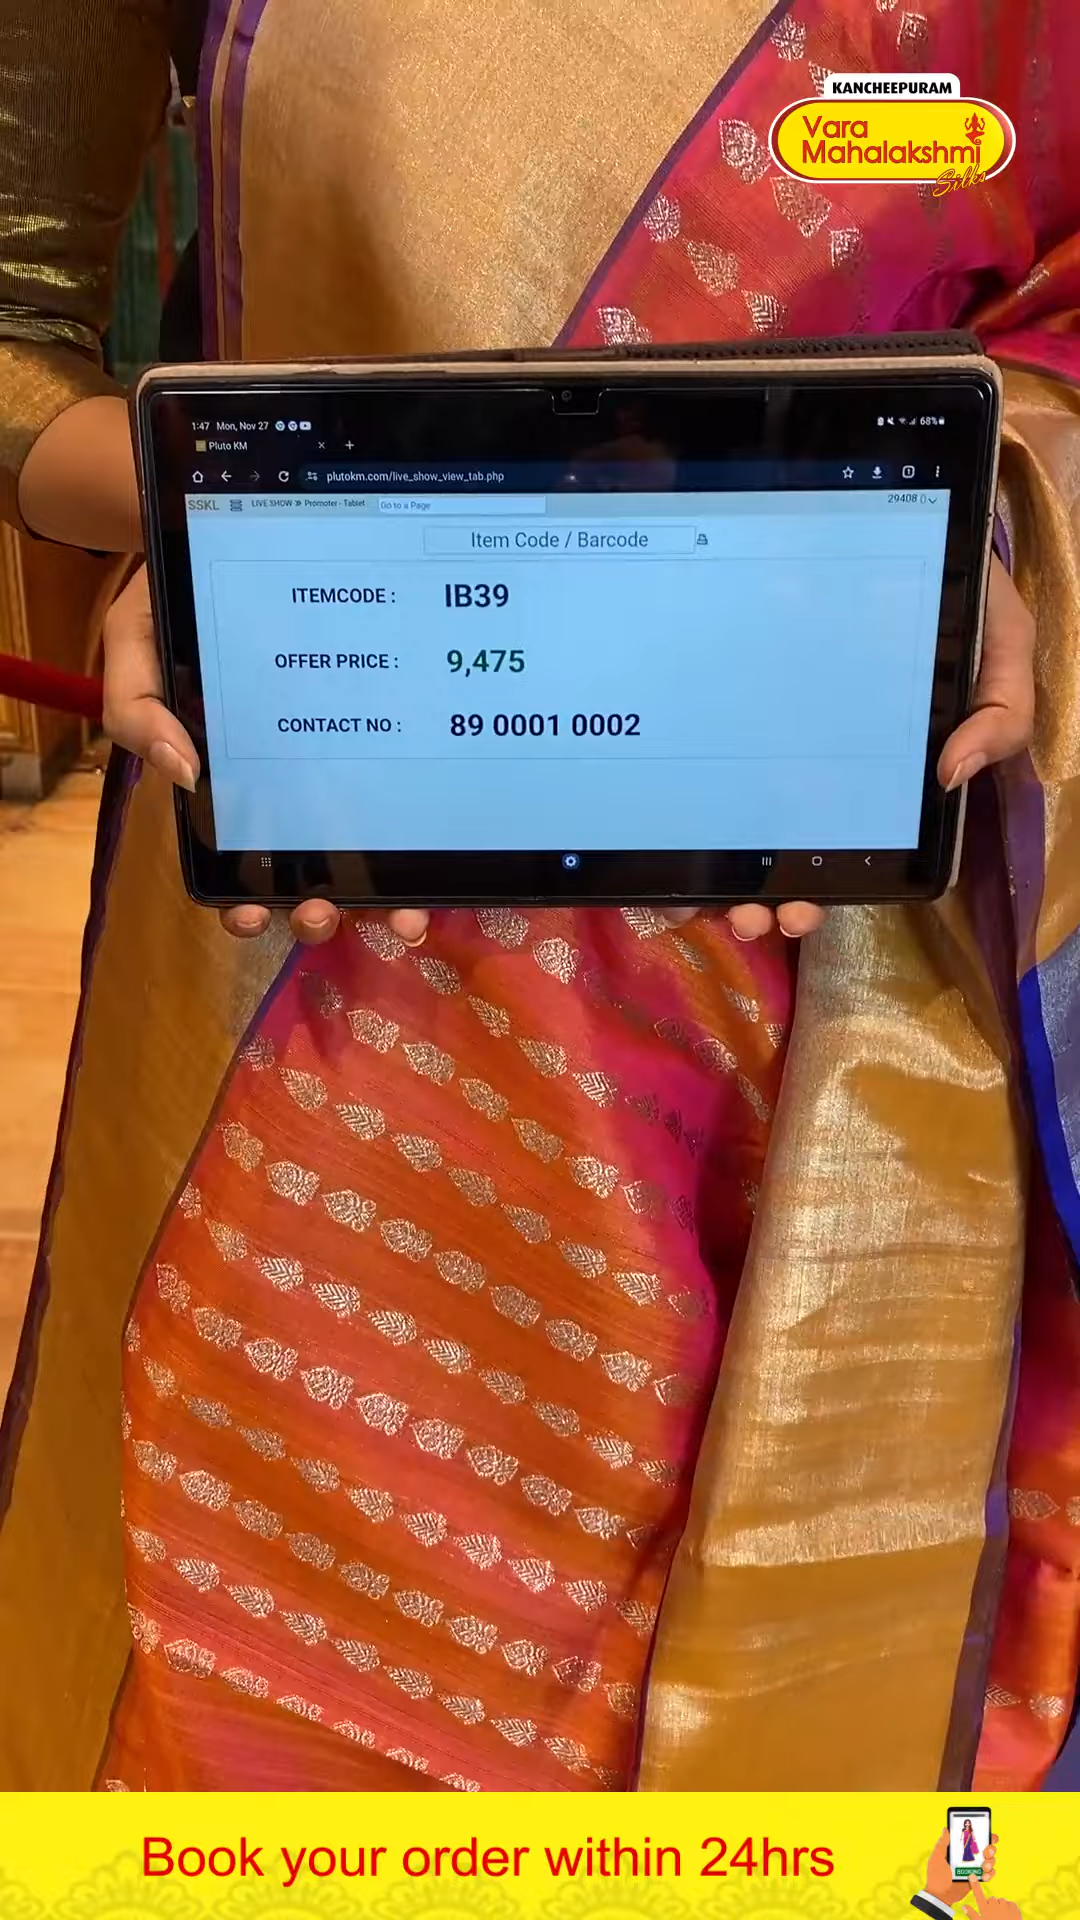 KANCHEEPURAM
Vara
Mahalakshmi
Silks
1:47 Mon, Nov 27
68%
Pluto KM
plutokm.com/live_show_view_tab.php
SSKL LIVE SHOW » Promoter - Tablet Go to a Page 29408 ()
Item Code / Barcode
ITEMCODE : IB39
OFFER PRICE : 9,475
CONTACT NO : 89 0001 0002
Book your order within 24hrs
BOOKING